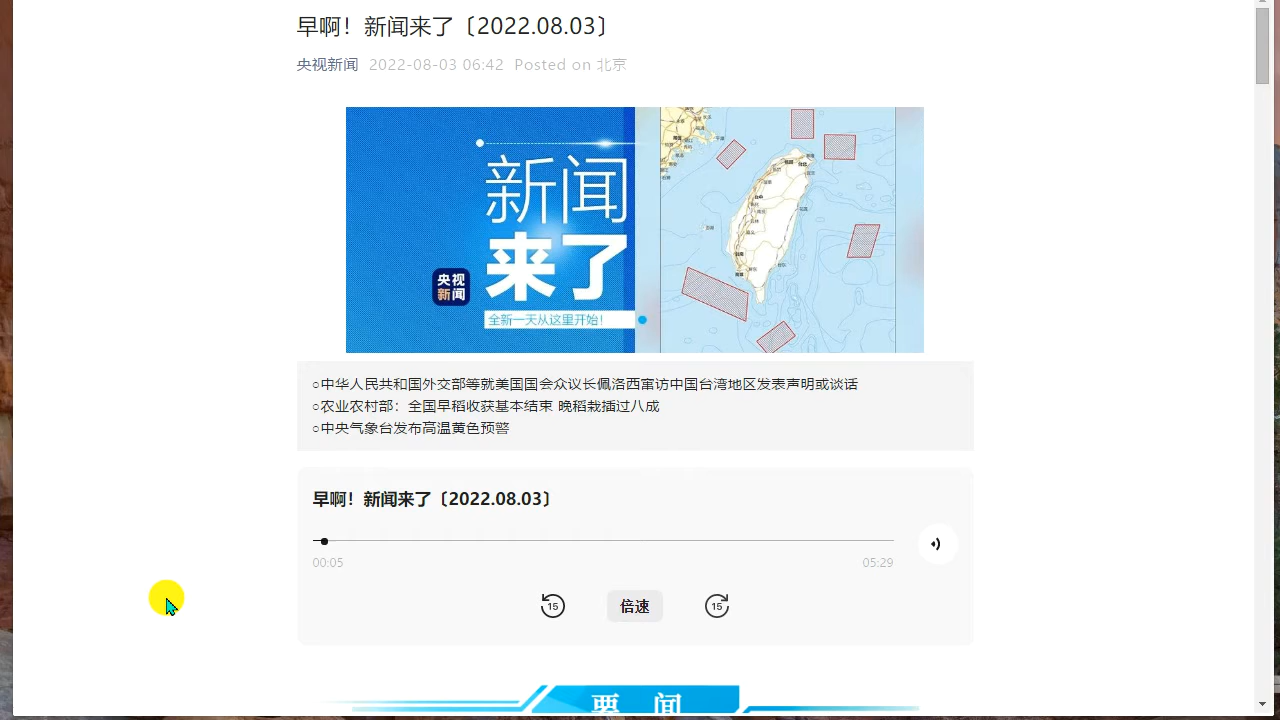 早啊！新闻来了〔2022.08.03〕
央视新闻 2022-08-03 06:42 Posted on 北京
新闻
来了
央视
新闻
全新一天从这里开始！
○中华人民共和国外交部等就美国国会众议长佩洛西窜访中国台湾地区发表声明或谈话
○农业农村部：全国早稻收获基本结束 晚稻栽插过八成
○中央气象台发布高温黄色预警
早啊！新闻来了〔2022.08.03〕
00:05
05:29
15
倍速
15
要 闻